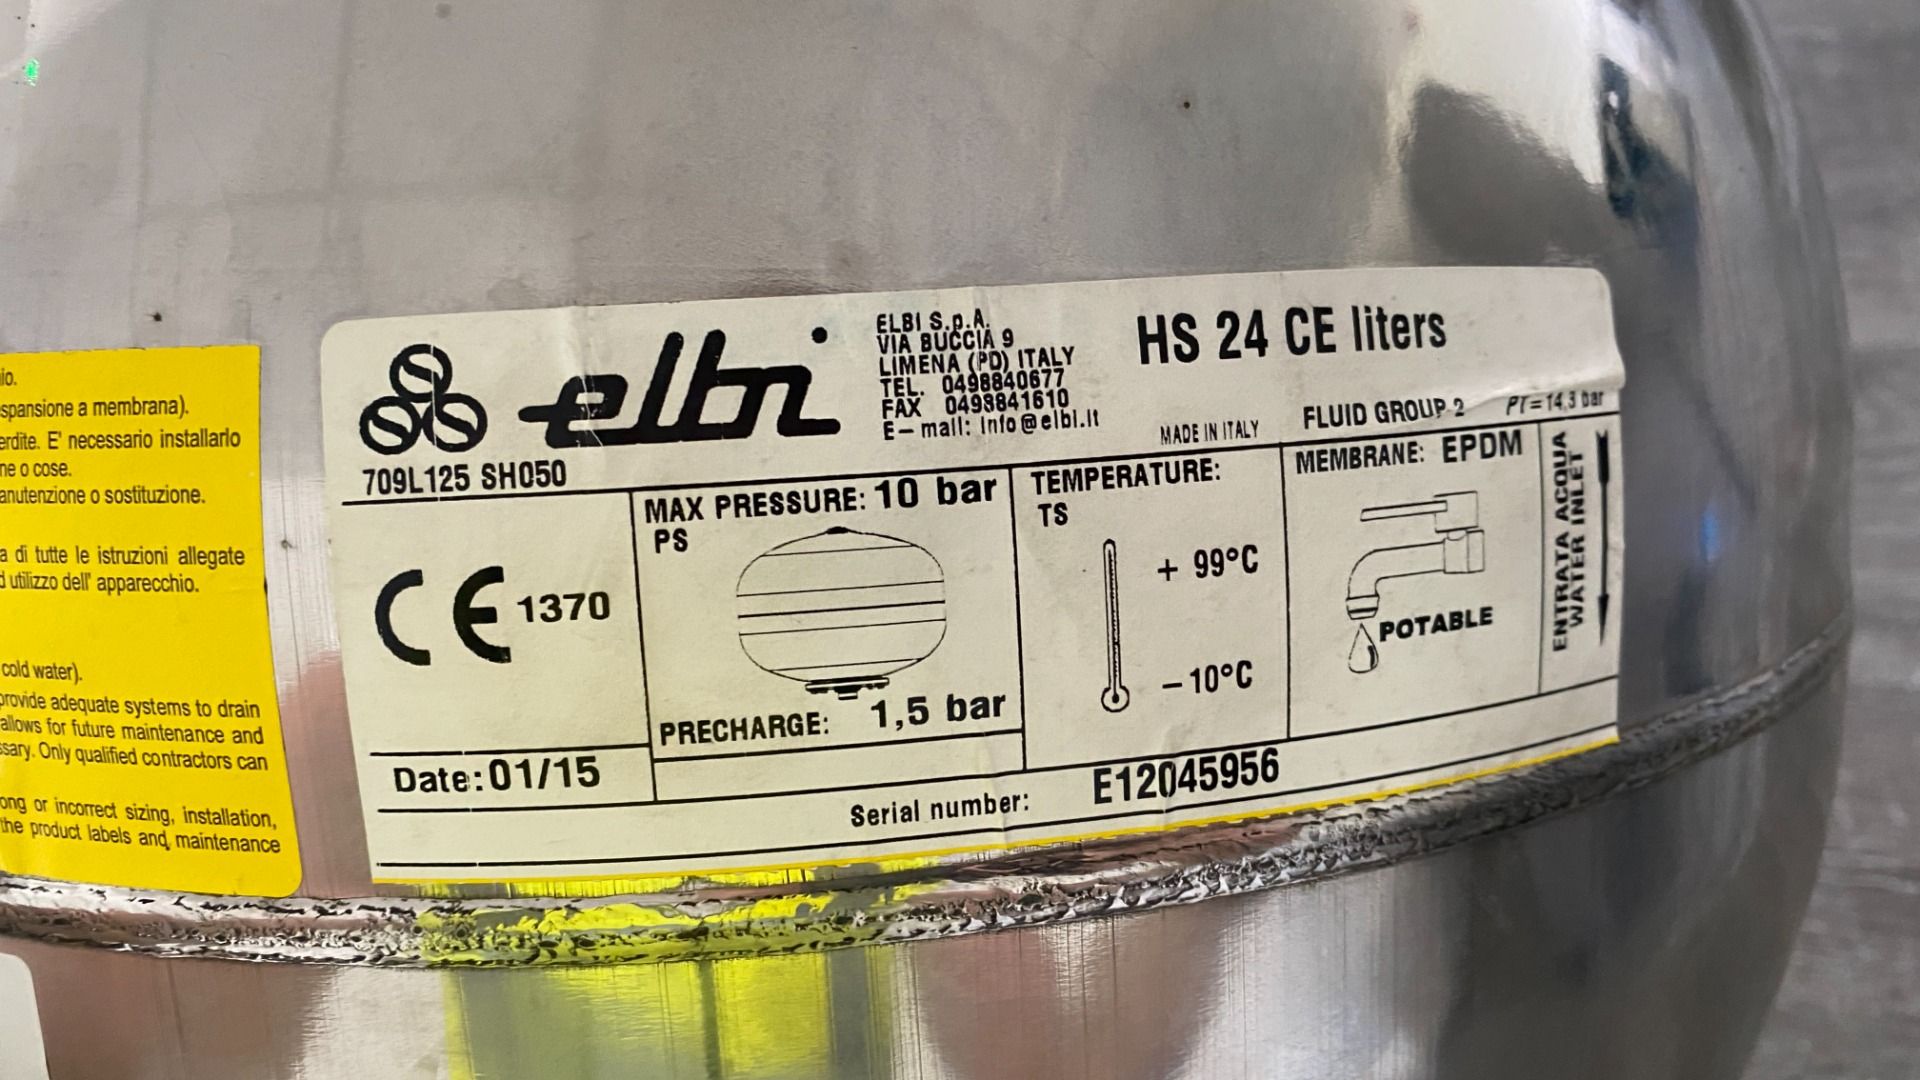 io.
spansione a membrana).
erdite. E' necessario installarlo
ne o cose.
anutenzione o sostituzione.
a di tutte le istruzioni allegate
d utilizzo dell' apparecchio.
cold water).
provide adequate systems to drain
allows for future maintenance and
ssary. Only qualified contractors can
ong or incorrect sizing, installation,
the product labels and maintenance
elbi
709L125 SH050
ELBI S.p.A.
VIA BUCCIA 9
LIMENA (PD) ITALY
TEL. 0498840677
FAX 0498841610
E-mail: info@elbi.it
HS 24 CE liters
MADE IN ITALY
FLUID GROUP 2
PT=14,3 bar
CE 1370
Date: 01/15
MAX PRESSURE: 10 bar
PS
PRECHARGE: 1,5 bar
TEMPERATURE:
TS
+ 99°C
-10°C
MEMBRANE: EPDM
POTABLE
ENTRATA ACQUA
WATER INLET
Serial number: E12045956